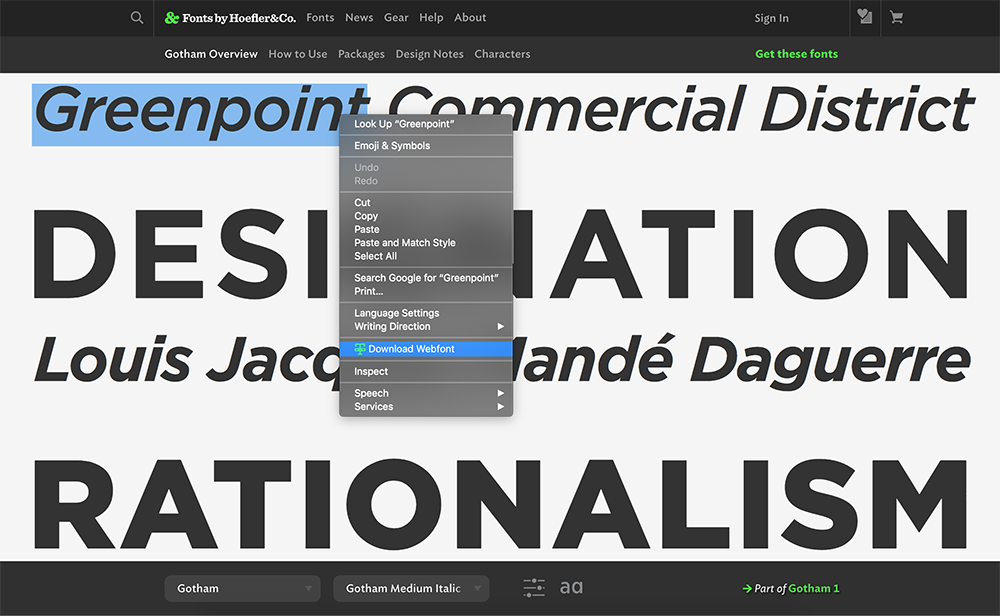 & Fonts by Hoefler&Co. Fonts News Gear Help About Sign In
Gotham Overview How to Use Packages Design Notes Characters Get these fonts
Greenpoint Commercial District
Look Up “Greenpoint”
Emoji & Symbols
Undo
Redo
Cut
Copy
Paste
Paste and Match Style
Select All
Search Google for “Greenpoint”
Print...
Language Settings
Writing Direction
Download Webfont
Inspect
Speech
Services
DESI NATION
Louis Jacq Mandé Daguerre
RATIONALISM
Gotham Gotham Medium Italic aa Part of Gotham 1